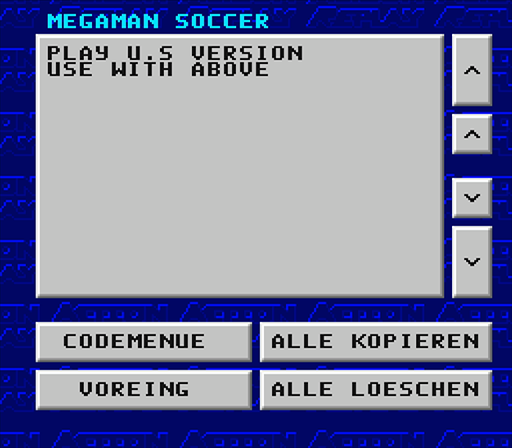 MEGAMAN SOCCER
PLAY U.S VERSION
USE WITH ABOVE
CODEMENUE
ALLE KOPIEREN
VOREING
ALLE LOESCHEN